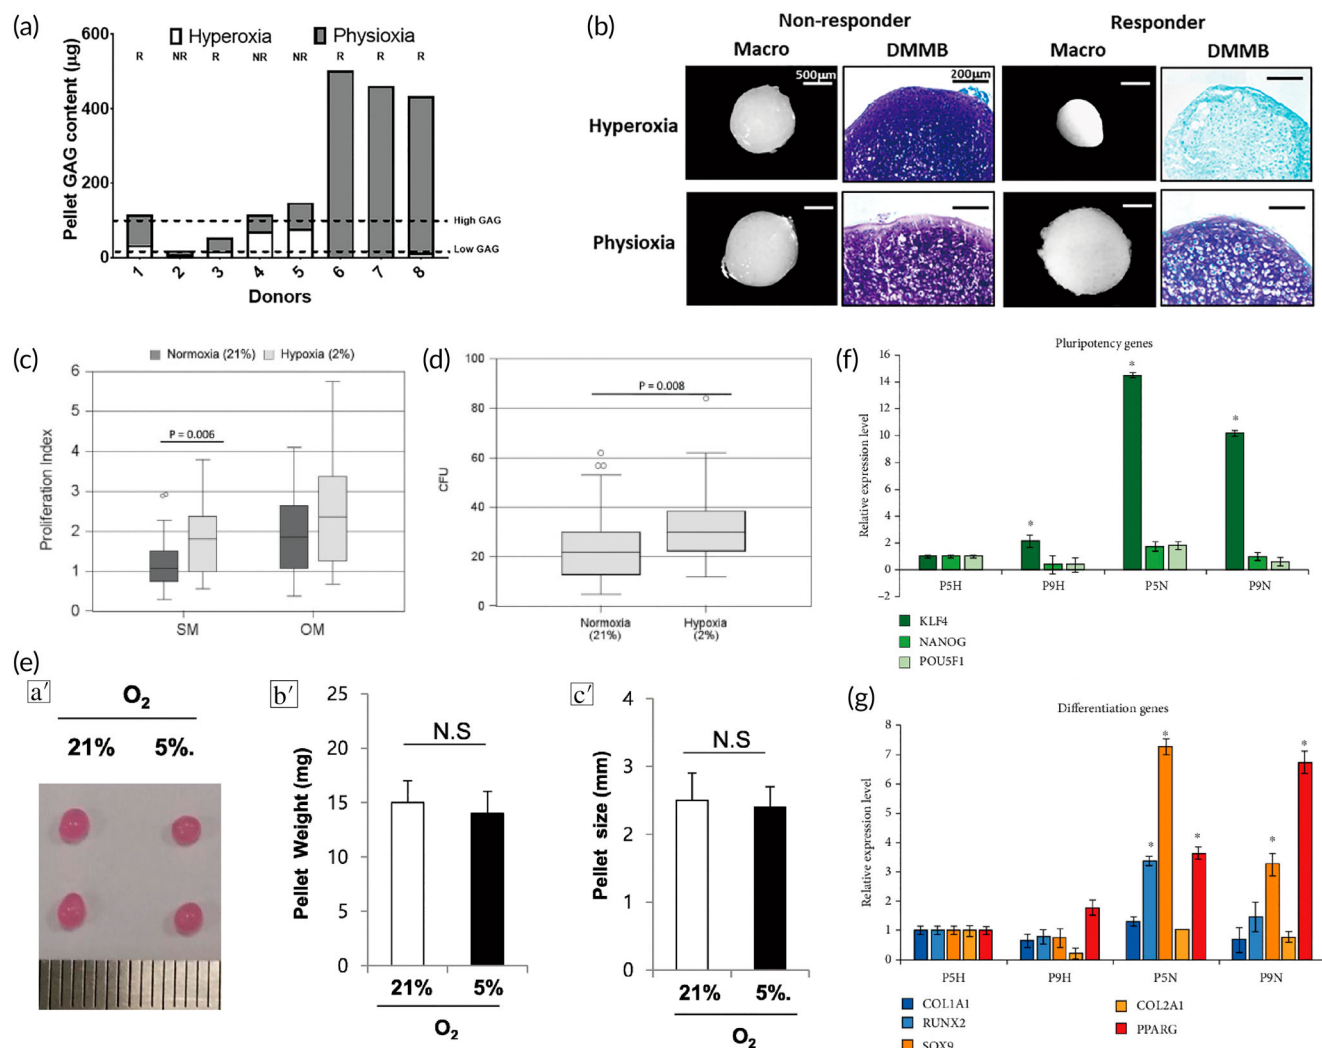 (a)
600
400
200
0
Pellet GAG content (µg)
Hyperoxia Physioxia
R NR R NR NR R R R
High GAG
Low GAG
1 2 3 4 5 6 7 8
Donors
(b)
Non-responder Responder
Macro DMMB Macro DMMB
Hyperoxia
500µm
200µm
Physioxia
(c)
Normoxia (21%) Hypoxia (2%)
6
5
4
3
2
1
0
Proliferation Index
P = 0.006
SM OM
(d)
100
80
60
40
20
0
CFU
P = 0.008
Normoxia Hypoxia
(21%) (2%)
(f)
Pluripotency genes
16
14
12
10
8
6
4
2
0
−2
Relative expression level
* * *
P5H P9H P5N P9N
KLF4
NANOG
POU5F1
(e)
a′
O2
21% 5%.
b′
25
20
15
10
5
0
Pellet Weight (mg)
N.S
21% 5%
O2
c′
4
3
2
1
0
Pellet size (mm)
N.S
21% 5%.
O2
(g)
Differentiation genes
8
7
6
5
4
3
2
1
0
Relative expression level
* * * * *
P5H P9H P5N P9N
COL1A1 COL2A1
RUNX2 PPARG
SOX9